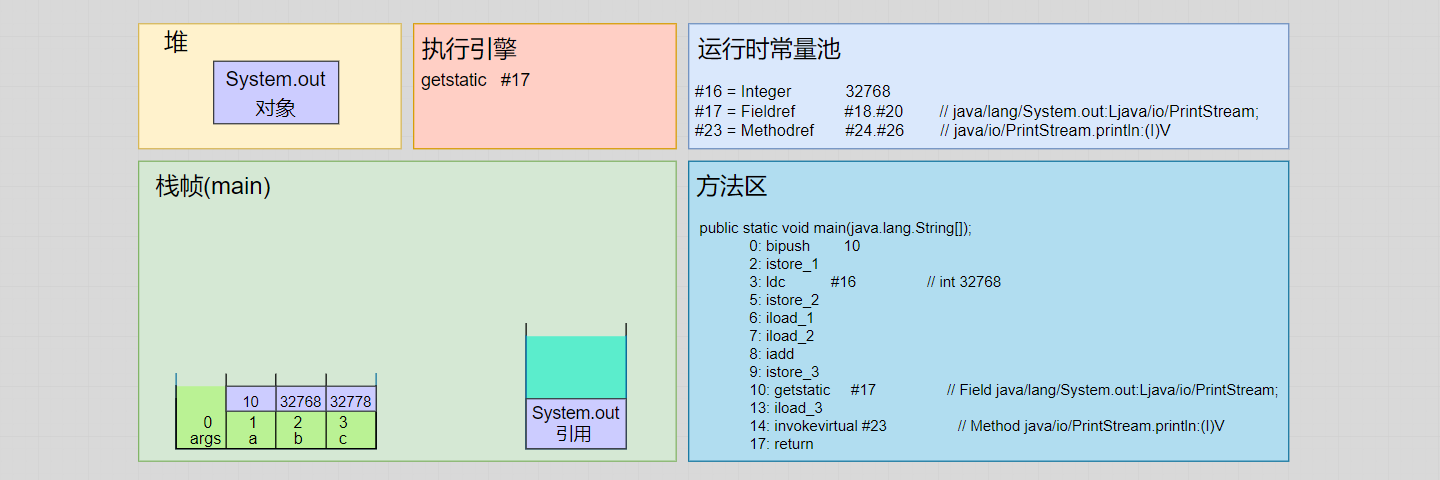 堆
System.out
对象
执行引擎
getstatic #17
运行时常量池
#16 = Integer 32768
#17 = Fieldref #18.#20 // java/lang/System.out:Ljava/io/PrintStream;
#23 = Methodref #24.#26 // java/io/PrintStream.println:(I)V
栈帧(main)
10 32768 32778
0 1 2 3
args a b c
System.out
引用
方法区
public static void main(java.lang.String[]);
0: bipush 10
2: istore_1
3: ldc #16 // int 32768
5: istore_2
6: iload_1
7: iload_2
8: iadd
9: istore_3
10: getstatic #17 // Field java/lang/System.out:Ljava/io/PrintStream;
13: iload_3
14: invokevirtual #23 // Method java/io/PrintStream.println:(I)V
17: return